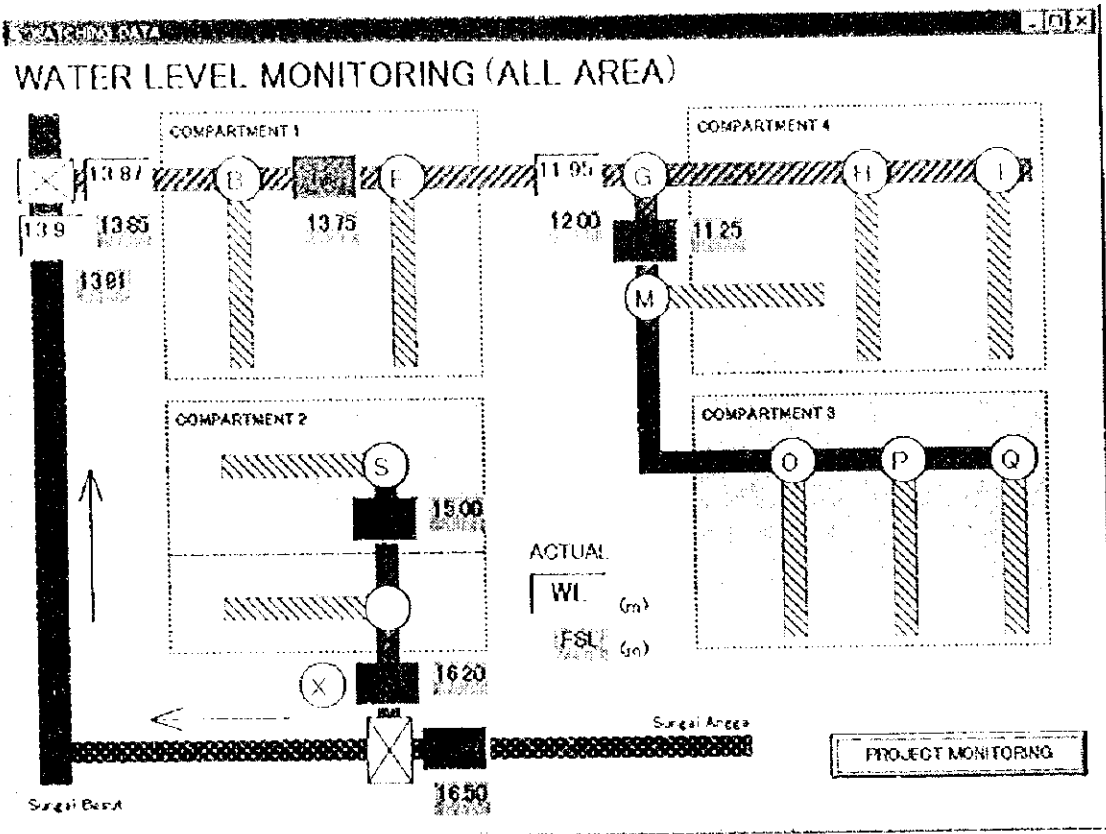 WATER LEVEL MONITORING (ALL AREA)
COMPARTMENT 1
COMPARTMENT 4
13.87
B
F
11.95
G
H
I
13.9
13.85
13.75
12.00
11.25
13.81
M
COMPARTMENT 2
COMPARTMENT 3
S
O
P
Q
15.00
ACTUAL
WL (m)
FSL (m)
X
16.20
Sungai Angga
PROJECT MONITORING
16.50
Sungai Besut